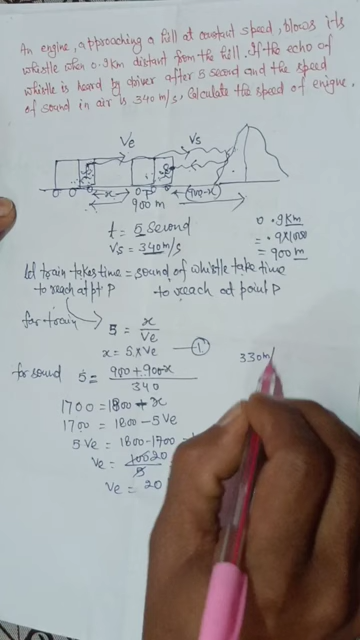 An engine, approaching a hill at constant speed, blows its
whistle when 0.9km distant from the hill. If the echo of
whistle is heard by driver after 5 second and the speed
of sound in air is 340 m/s, Calculate the speed of enigne.
Ve
Vs
x
P
900-x
900 m
t = 5 Second
Vs = 340 m/s
0.9 Km
= .9×1000
= 900 m
let train takes time = sound of whistle take time
to reach at pt P to reach at point P
for train 5 = x/Ve
x = 5×Ve — (1)
for sound 5 = 900+900-x/340
1700 = 1800 - x
1700 = 1800 - 5Ve
5Ve = 1800-1700
Ve = 100 20/5
Ve = 20
330m/